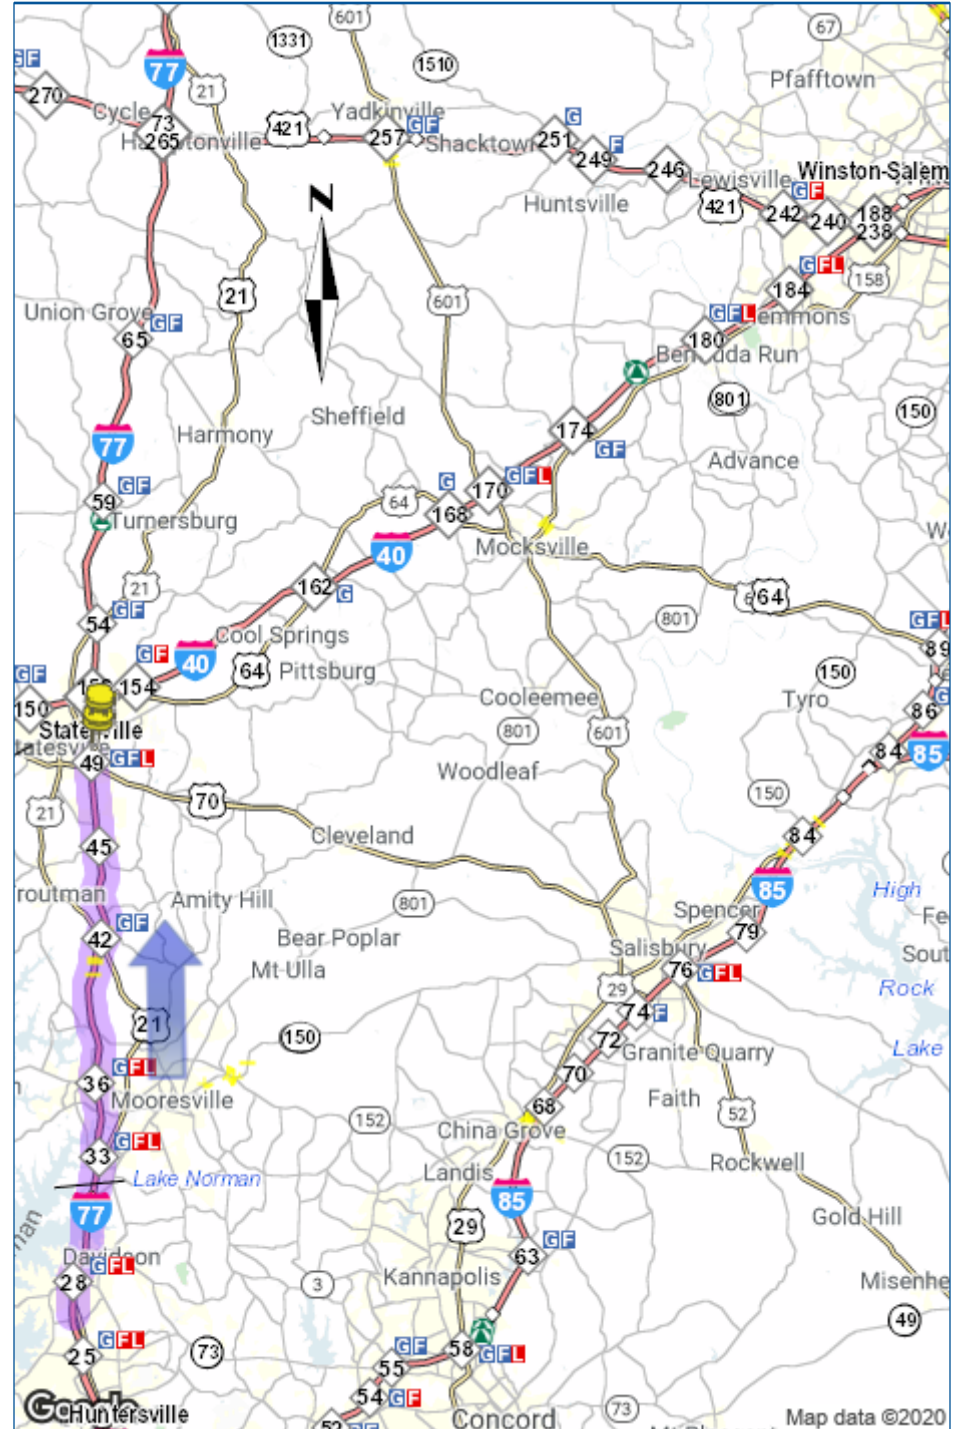 601
1331
67
77
1510
GF
Pfafftown
270
21
Cycle
Yadkinville
G
73
421
257
GF
251
F
265
Shacktown
249
246
Lewisville
Winston-Salem
GF
N
Huntsville
421
242
240
188
238
GFL
158
21
184
601
Union Grove
GF
GFL
65
180
Bermuda Run
801
Sheffield
150
77
Harmony
174
GF
Advance
GF
G
GFL
170
59
64
168
Turnersburg
40
Mocksville
21
162
G
64
GF
801
54
GFL
Cool Springs
89
GF
40
64
Pittsburg
150
GF
154
Cooleemee
Tyro
150
86
G
Statesville
801
601
84
85
49
GFL
Woodleaf
70
150
21
Cleveland
84
45
85
Amity Hill
801
High
Spencer
GF
79
42
Bear Poplar
Salisbury
Mt Ulla
76
GFL
29
Rock
21
74
F
150
72
Granite Quarry
Lake
GFL
70
36
Mooresville
Faith
68
52
152
China Grove
GFL
33
152
Rockwell
Lake Norman
Landis
85
77
29
Gold Hill
63
GF
Davidson
GFL
28
Kannapolis
3
49
GFL
GF
58
GFL
25
73
55
54
GF
Google
Huntersville
73
Concord
Map data ©2020